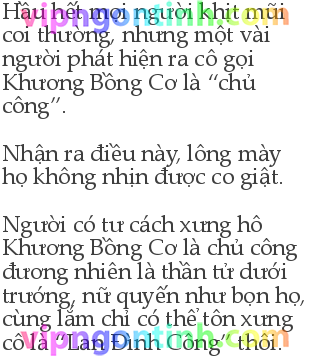 Hầu hết mọi người khịt mũi
coi thường, nhưng một vài
người phát hiện ra cô gọi
Khương Bồng Cơ là “chủ
công”.
Nhận ra điều này, lông mày
họ không nhịn được co giật.
Người có tư cách xưng hô
Khương Bồng Cơ là chủ công
đương nhiên là thần tử dưới
trướng, nữ quyến như bọn họ,
cùng lắm chỉ có thể tôn xưng
cô là “Lan Đình Công” thôi.
vipngontinh.com